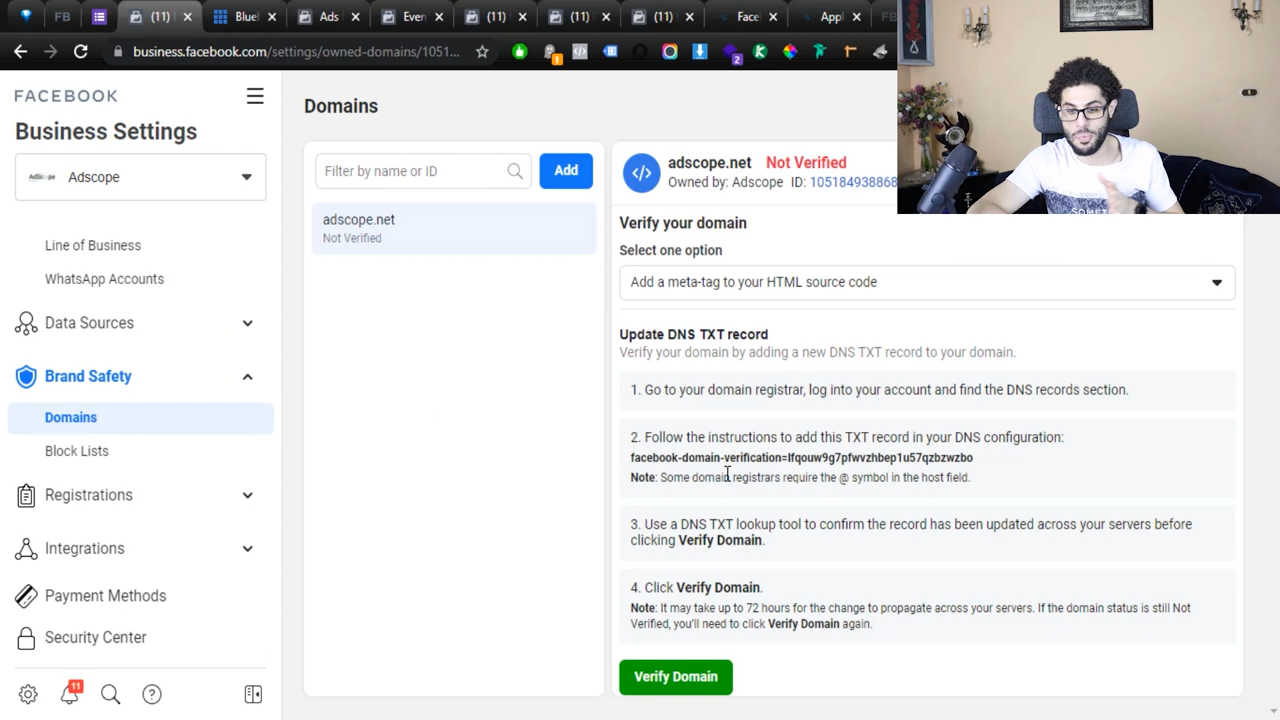 FB
(11)
Bluel
Ads
Even
(11)
(11)
(11)
Face
Appl
FB
business.facebook.com/settings/owned-domains/1051...
1
2
FACEBOOK
Business Settings
Adscope
Adscope
Line of Business
WhatsApp Accounts
Data Sources
Brand Safety
Domains
Block Lists
Registrations
Integrations
Payment Methods
Security Center
11
Domains
Filter by name or ID
Add
adscope.net
Not Verified
adscope.net Not Verified
Owned by: Adscope ID: 105184938868
Verify your domain
Select one option
Add a meta-tag to your HTML source code
Update DNS TXT record
Verify your domain by adding a new DNS TXT record to your domain.
1. Go to your domain registrar, log into your account and find the DNS records section.
2. Follow the instructions to add this TXT record in your DNS configuration:
facebook-domain-verification=lfqouw9g7pfwvzhbep1u57qzbzwzbo
Note: Some domain registrars require the @ symbol in the host field.
3. Use a DNS TXT lookup tool to confirm the record has been updated across your servers before
clicking Verify Domain.
4. Click Verify Domain.
Note: It may take up to 72 hours for the change to propagate across your servers. If the domain status is still Not
Verified, you'll need to click Verify Domain again.
Verify Domain